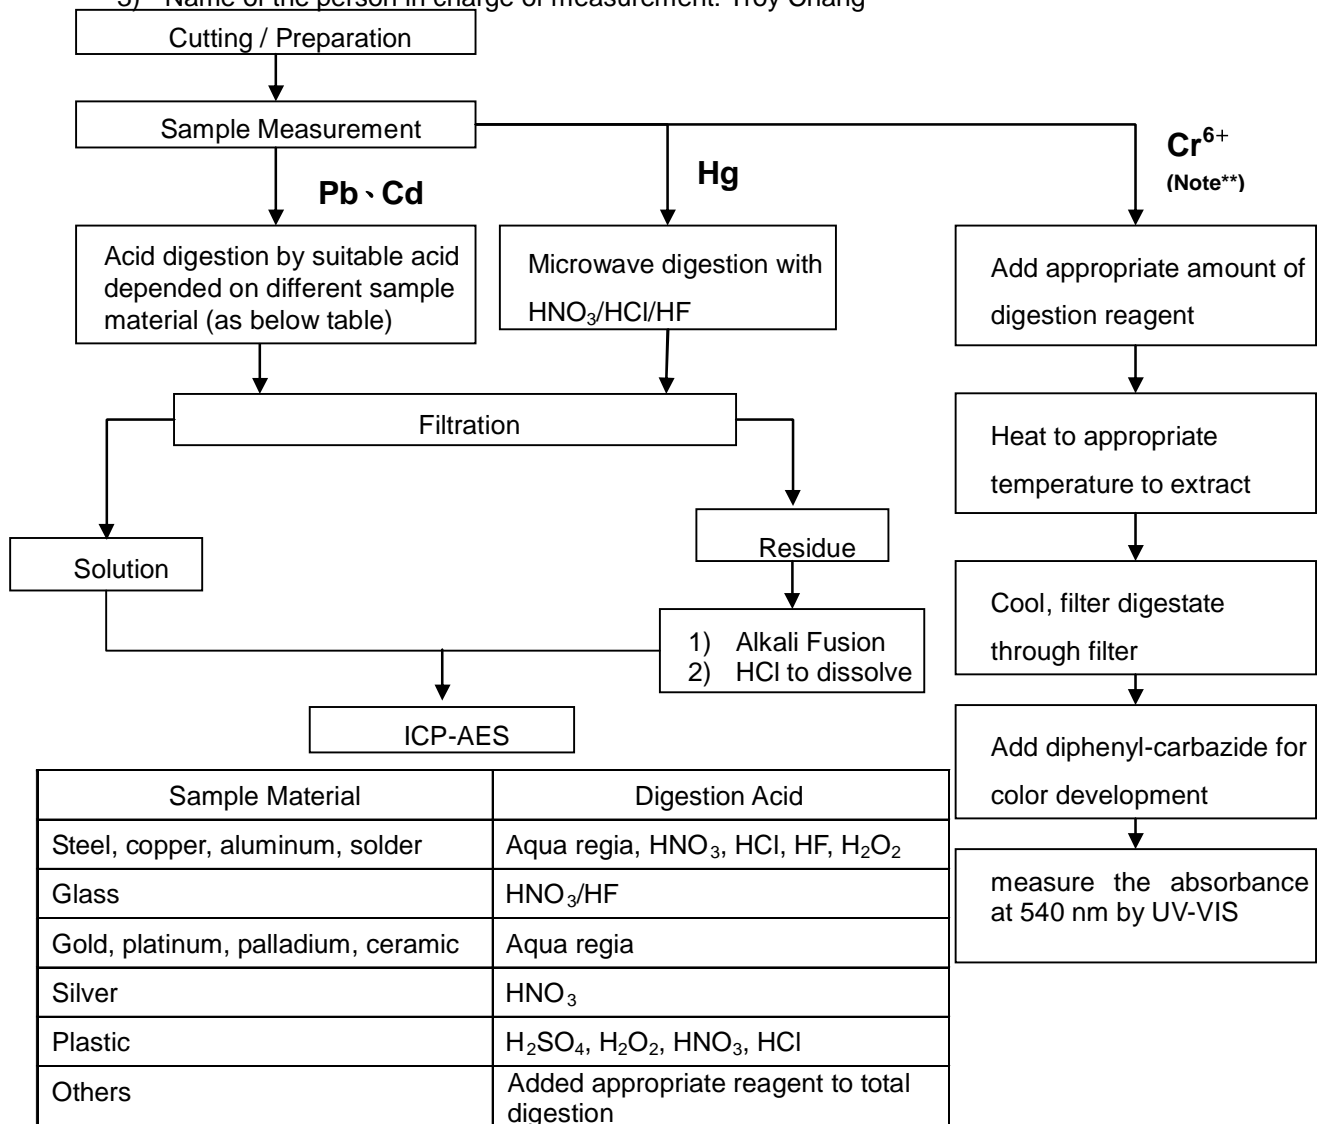 3) Name of the person in charge of measurement: Troy Chang
Cutting / Preparation
Sample Measurement
Pb、Cd
Hg
Cr⁶⁺
(Note**)
Acid digestion by suitable acid
depended on different sample
material (as below table)
Microwave digestion with
HNO₃/HCl/HF
Add appropriate amount of
digestion reagent
Filtration
Heat to appropriate
temperature to extract
Solution
Residue
1) Alkali Fusion
2) HCl to dissolve
Cool, filter digestate
through filter
ICP-AES
Add diphenyl-carbazide for
color development
measure the absorbance
at 540 nm by UV-VIS
Sample Material Digestion Acid
Steel, copper, aluminum, solder Aqua regia, HNO₃, HCl, HF, H₂O₂
Glass HNO₃/HF
Gold, platinum, palladium, ceramic Aqua regia
Silver HNO₃
Plastic H₂SO₄, H₂O₂, HNO₃, HCl
Others Added appropriate reagent to total
digestion